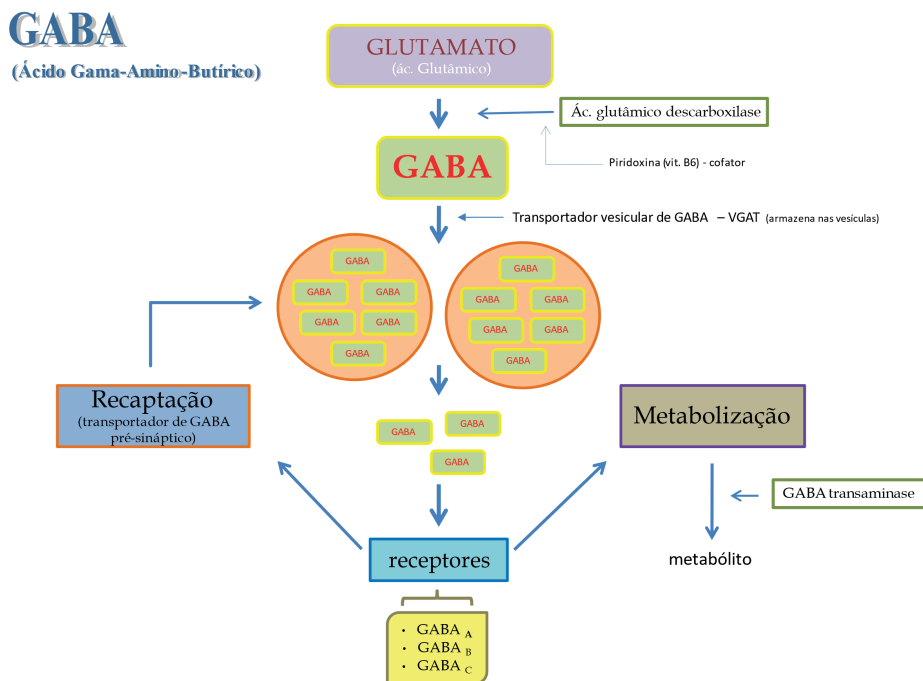 GABA
(Ácido Gama-Amino-Butírico)
GLUTAMATO
(ác. Glutâmico)
Ác. glutâmico descarboxilase
Piridoxina (vit. B6) - cofator
GABA
Transportador vesicular de GABA – VGAT (armazena nas vesículas)
GABA
GABA GABA
GABA GABA
GABA
GABA
GABA GABA
GABA GABA
GABA
Recaptação
(transportador de GABA
pré-sináptico)
GABA
GABA
GABA
Metabolização
GABA transaminase
metabólito
receptores
• GABA A
• GABA B
• GABA C